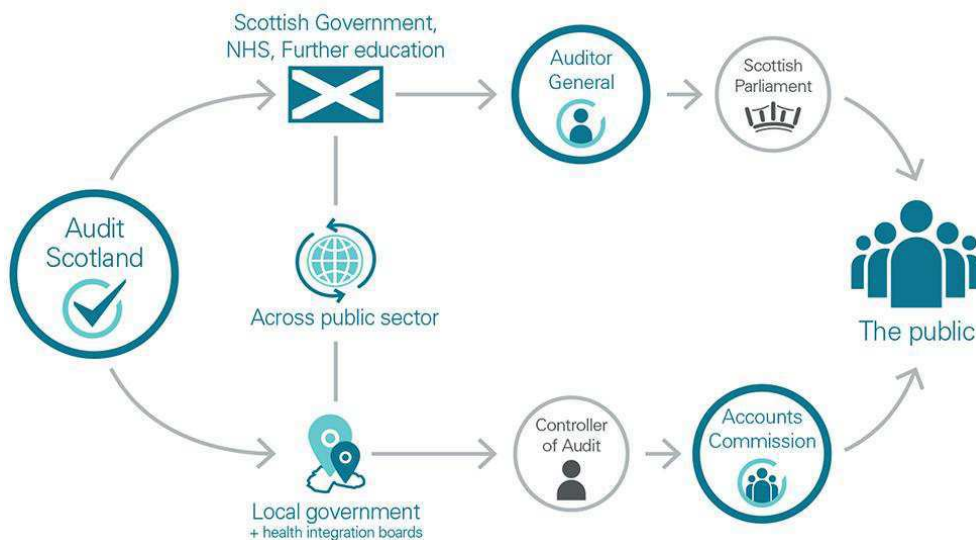 Scottish Government,
NHS, Further education
Auditor
General
Scottish
Parliament
Audit
Scotland
Across public sector
The public
Local government
+ health integration boards
Controller
of Audit
Accounts
Commission